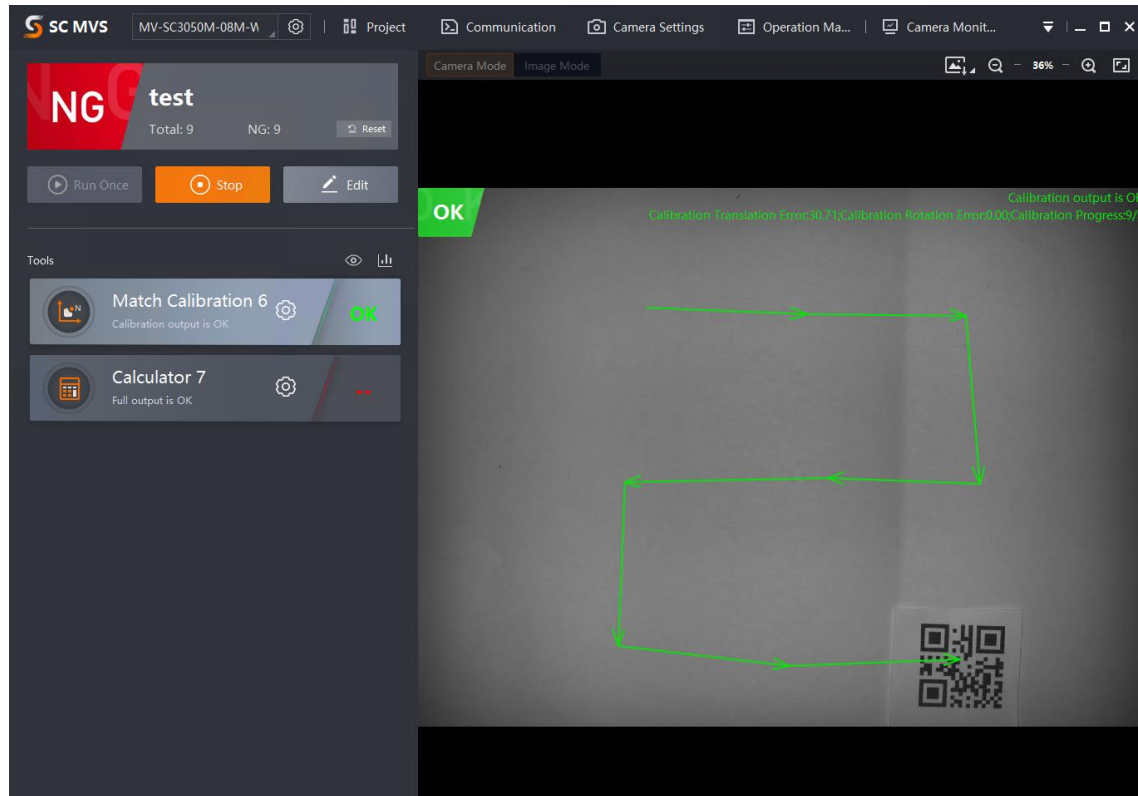 SC MVS
MV-SC3050M-08M-W
Project
Communication
Camera Settings
Operation Ma...
Camera Monit...
NG
test
Total: 9
NG: 9
Reset
Run Once
Stop
Edit
Tools
Match Calibration 6
Calibration output is OK
OK
Calculator 7
Full output is OK
Camera Mode
Image Mode
36%
OK
Calibration output is O
Calibration Translation Error:30.71;Calibration Rotation Error:0.00;Calibration Progress:9/